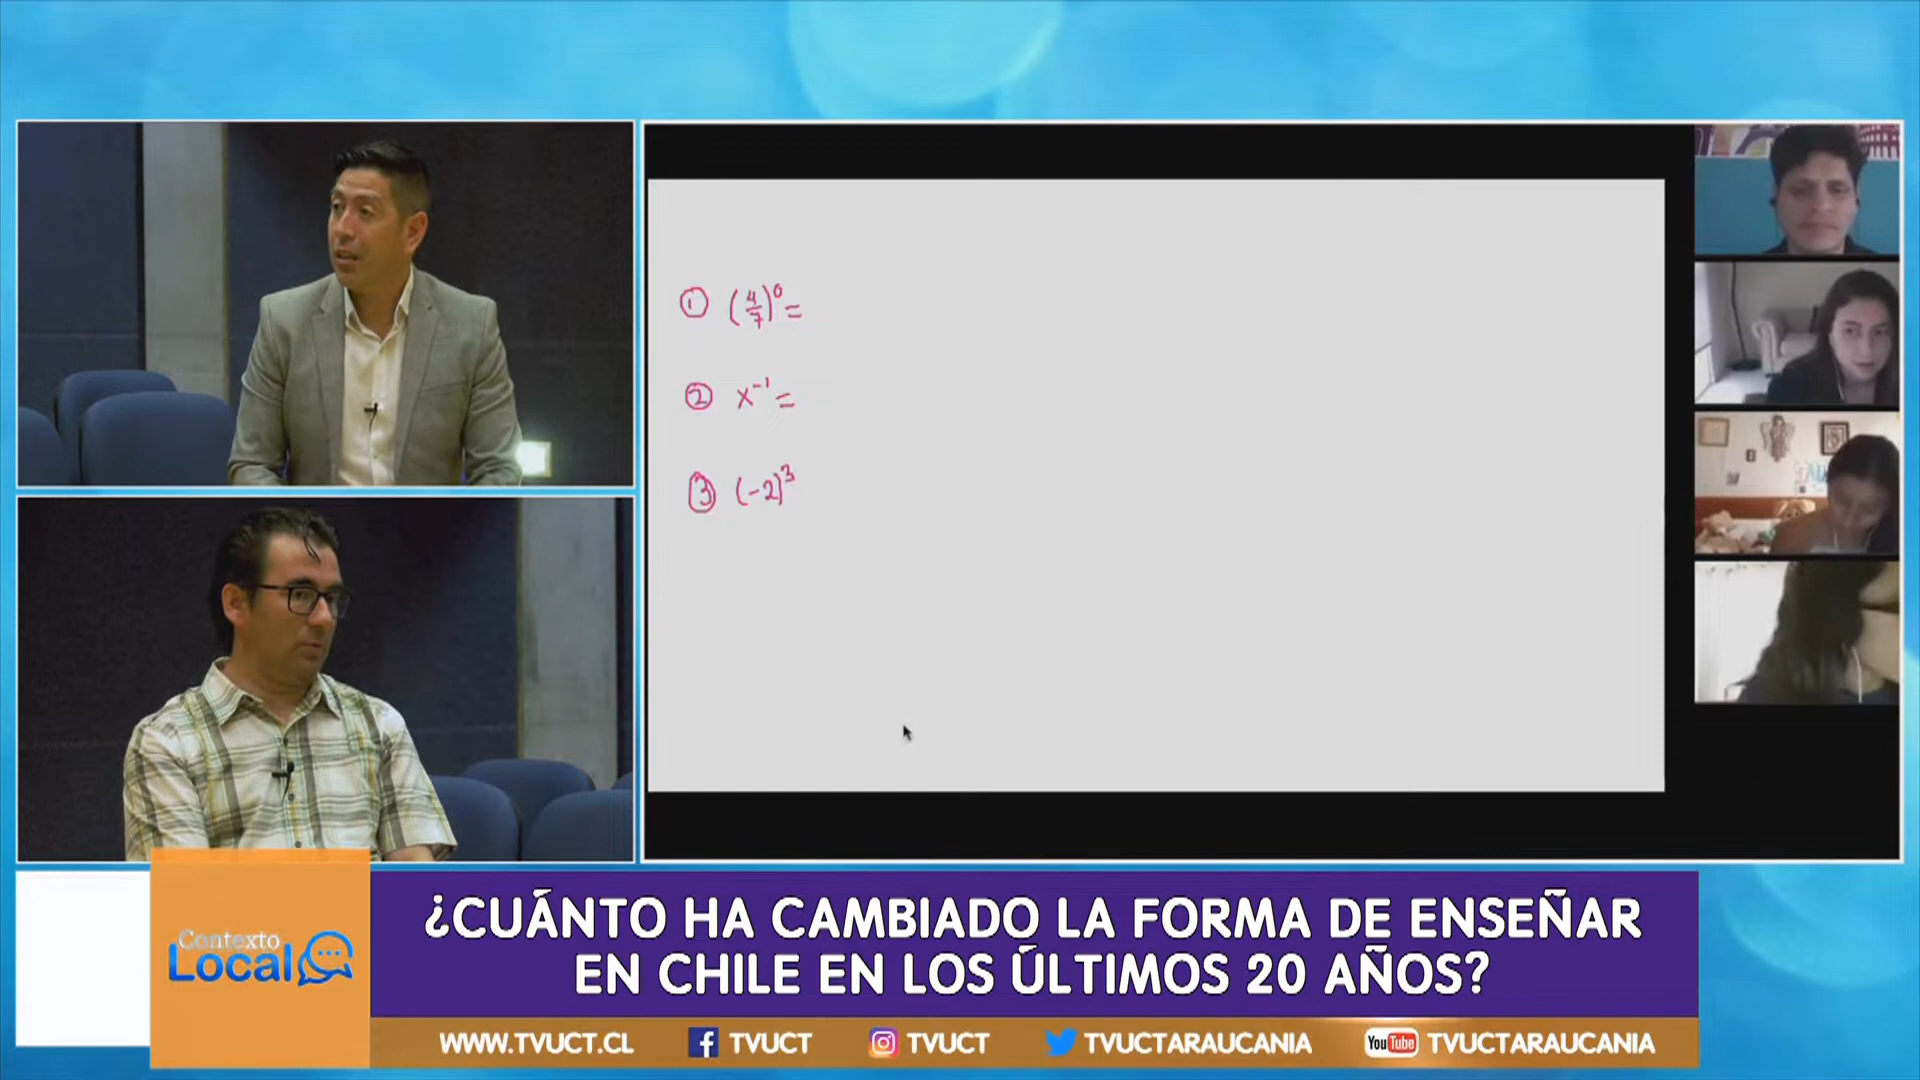 ① (4/7)⁰ =
② x⁻¹ =
③ (-2)³
Contexto
Local
¿CUÁNTO HA CAMBIADO LA FORMA DE ENSEÑAR
EN CHILE EN LOS ÚLTIMOS 20 AÑOS?
WWW.TVUCT.CL TVUCT TVUCT TVUCTARAUCANIA YouTube TVUCTARAUCANIA